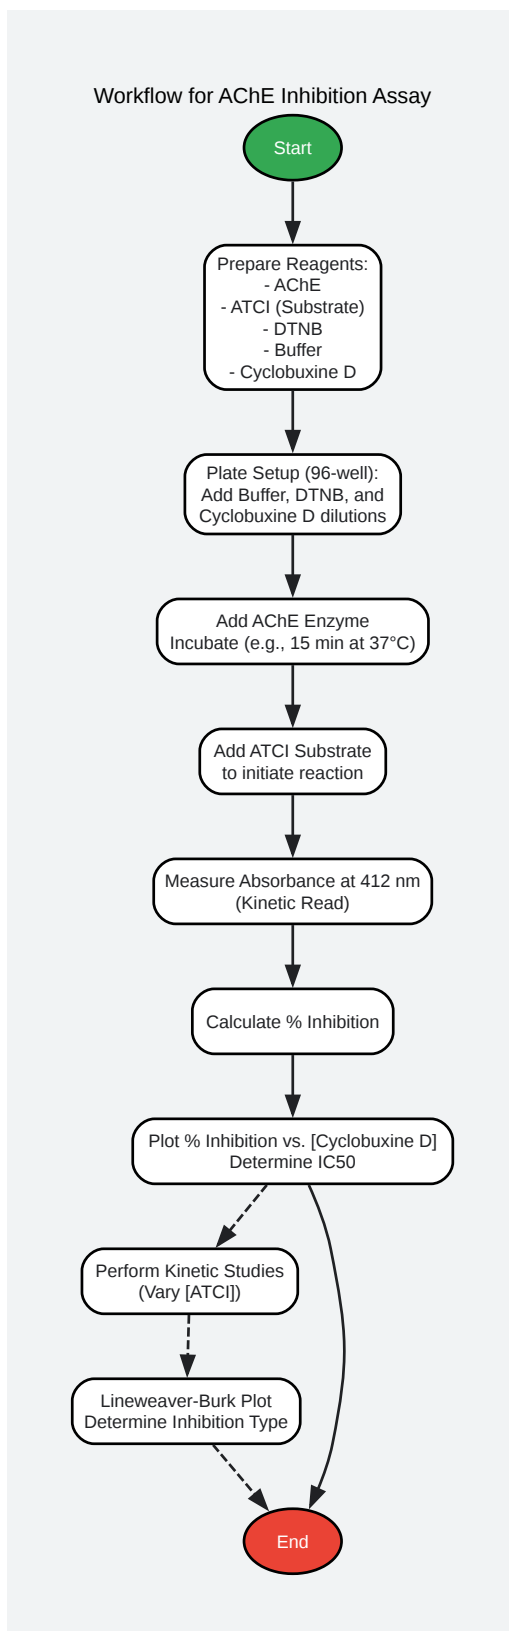 Workflow for AChE Inhibition Assay
Start
Prepare Reagents:
- AChE
- ATCI (Substrate)
- DTNB
- Buffer
- Cyclobuxine D
Plate Setup (96-well):
Add Buffer, DTNB, and
Cyclobuxine D dilutions
Add AChE Enzyme
Incubate (e.g., 15 min at 37°C)
Add ATCI Substrate
to initiate reaction
Measure Absorbance at 412 nm
(Kinetic Read)
Calculate % Inhibition
Plot % Inhibition vs. [Cyclobuxine D]
Determine IC50
Perform Kinetic Studies
(Vary [ATCI])
Lineweaver-Burk Plot
Determine Inhibition Type
End